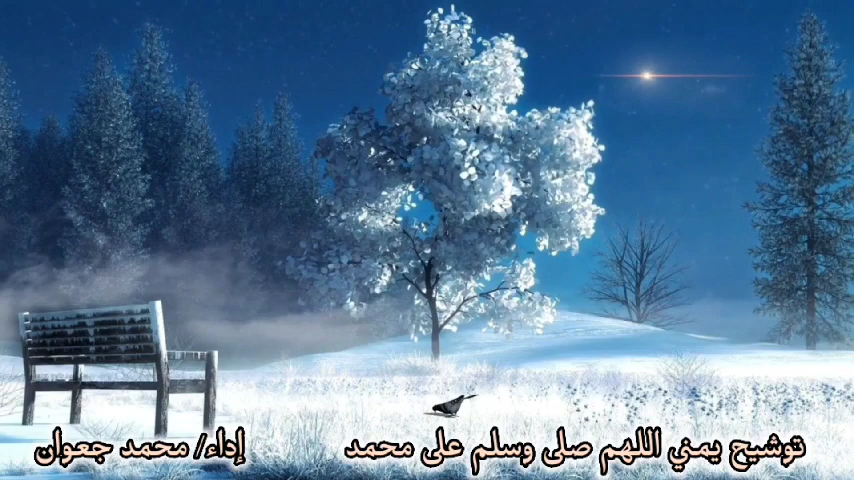 توشيح يمني اللهم صلى وسلم على محمد
إداء/ محمد جعوان